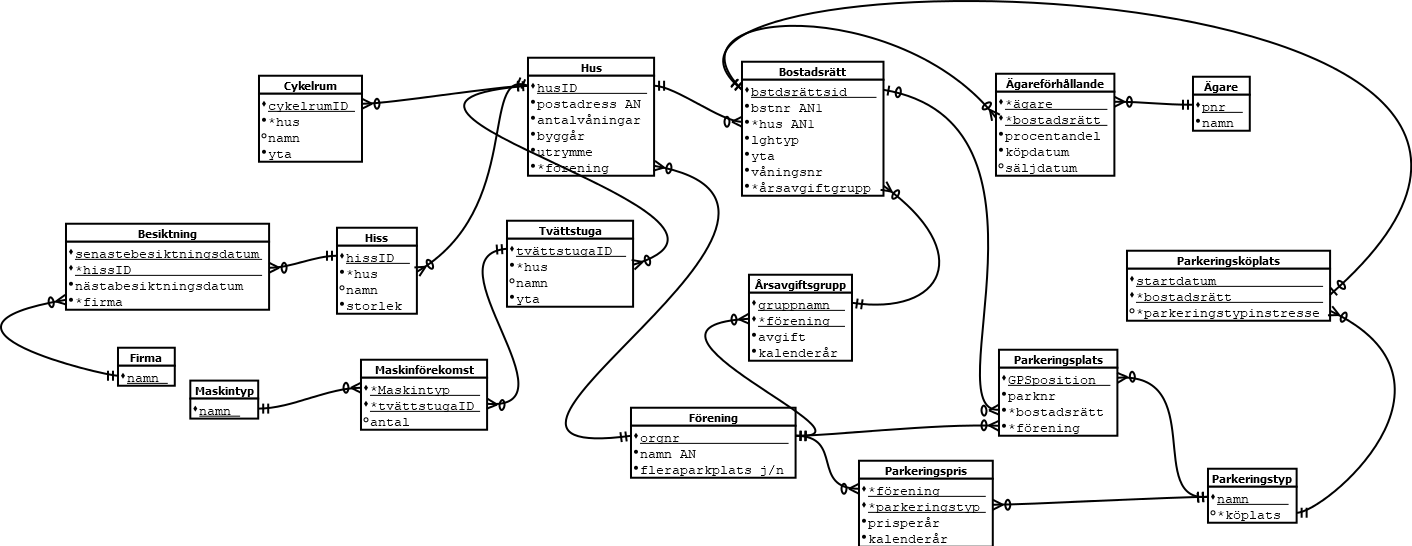 Cykelrum
cykelrumID
*hus
namn
yta
Hus
husID
postadress AN
antalvåningar
byggår
utrymme
*förening
Bostadsrätt
bstdsrättsid
bstnr AN1
*hus AN1
lghtyp
yta
våningsnr
*årsavgiftgrupp
Ägareförhållande
*ägare
*bostadsrätt
procentandel
köpdatum
säljdatum
Ägare
pnr
namn
Besiktning
senastebesiktningsdatum
*hissID
nästabesiktningsdatum
*firma
Hiss
hissID
*hus
namn
storlek
Tvättstuga
tvättstugaID
*hus
namn
yta
Årsavgiftsgrupp
gruppnamn
*förening
avgift
kalenderår
Parkeringsköplats
startdatum
*bostadsrätt
*parkeringstypinstresse
Firma
namn
Maskintyp
namn
Maskinförekomst
*Maskintyp
*tvättstugaID
antal
Förening
orgnr
namn AN
fleraparkplats j/n
Parkeringsplats
GPSposition
parknr
*bostadsrätt
*förening
Parkeringspris
*förening
*parkeringstyp
prisperår
kalenderår
Parkeringstyp
namn
*köplats